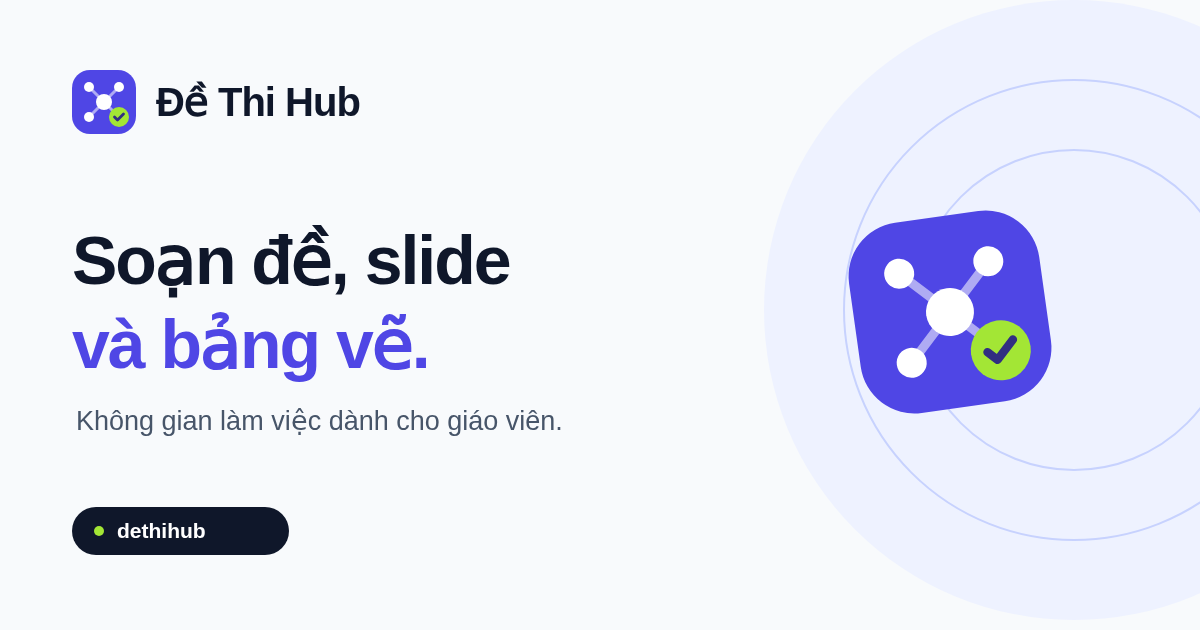 Đề Thi Hub
Soạn đề, slide
và bảng vẽ.
Không gian làm việc dành cho giáo viên.
dethihub